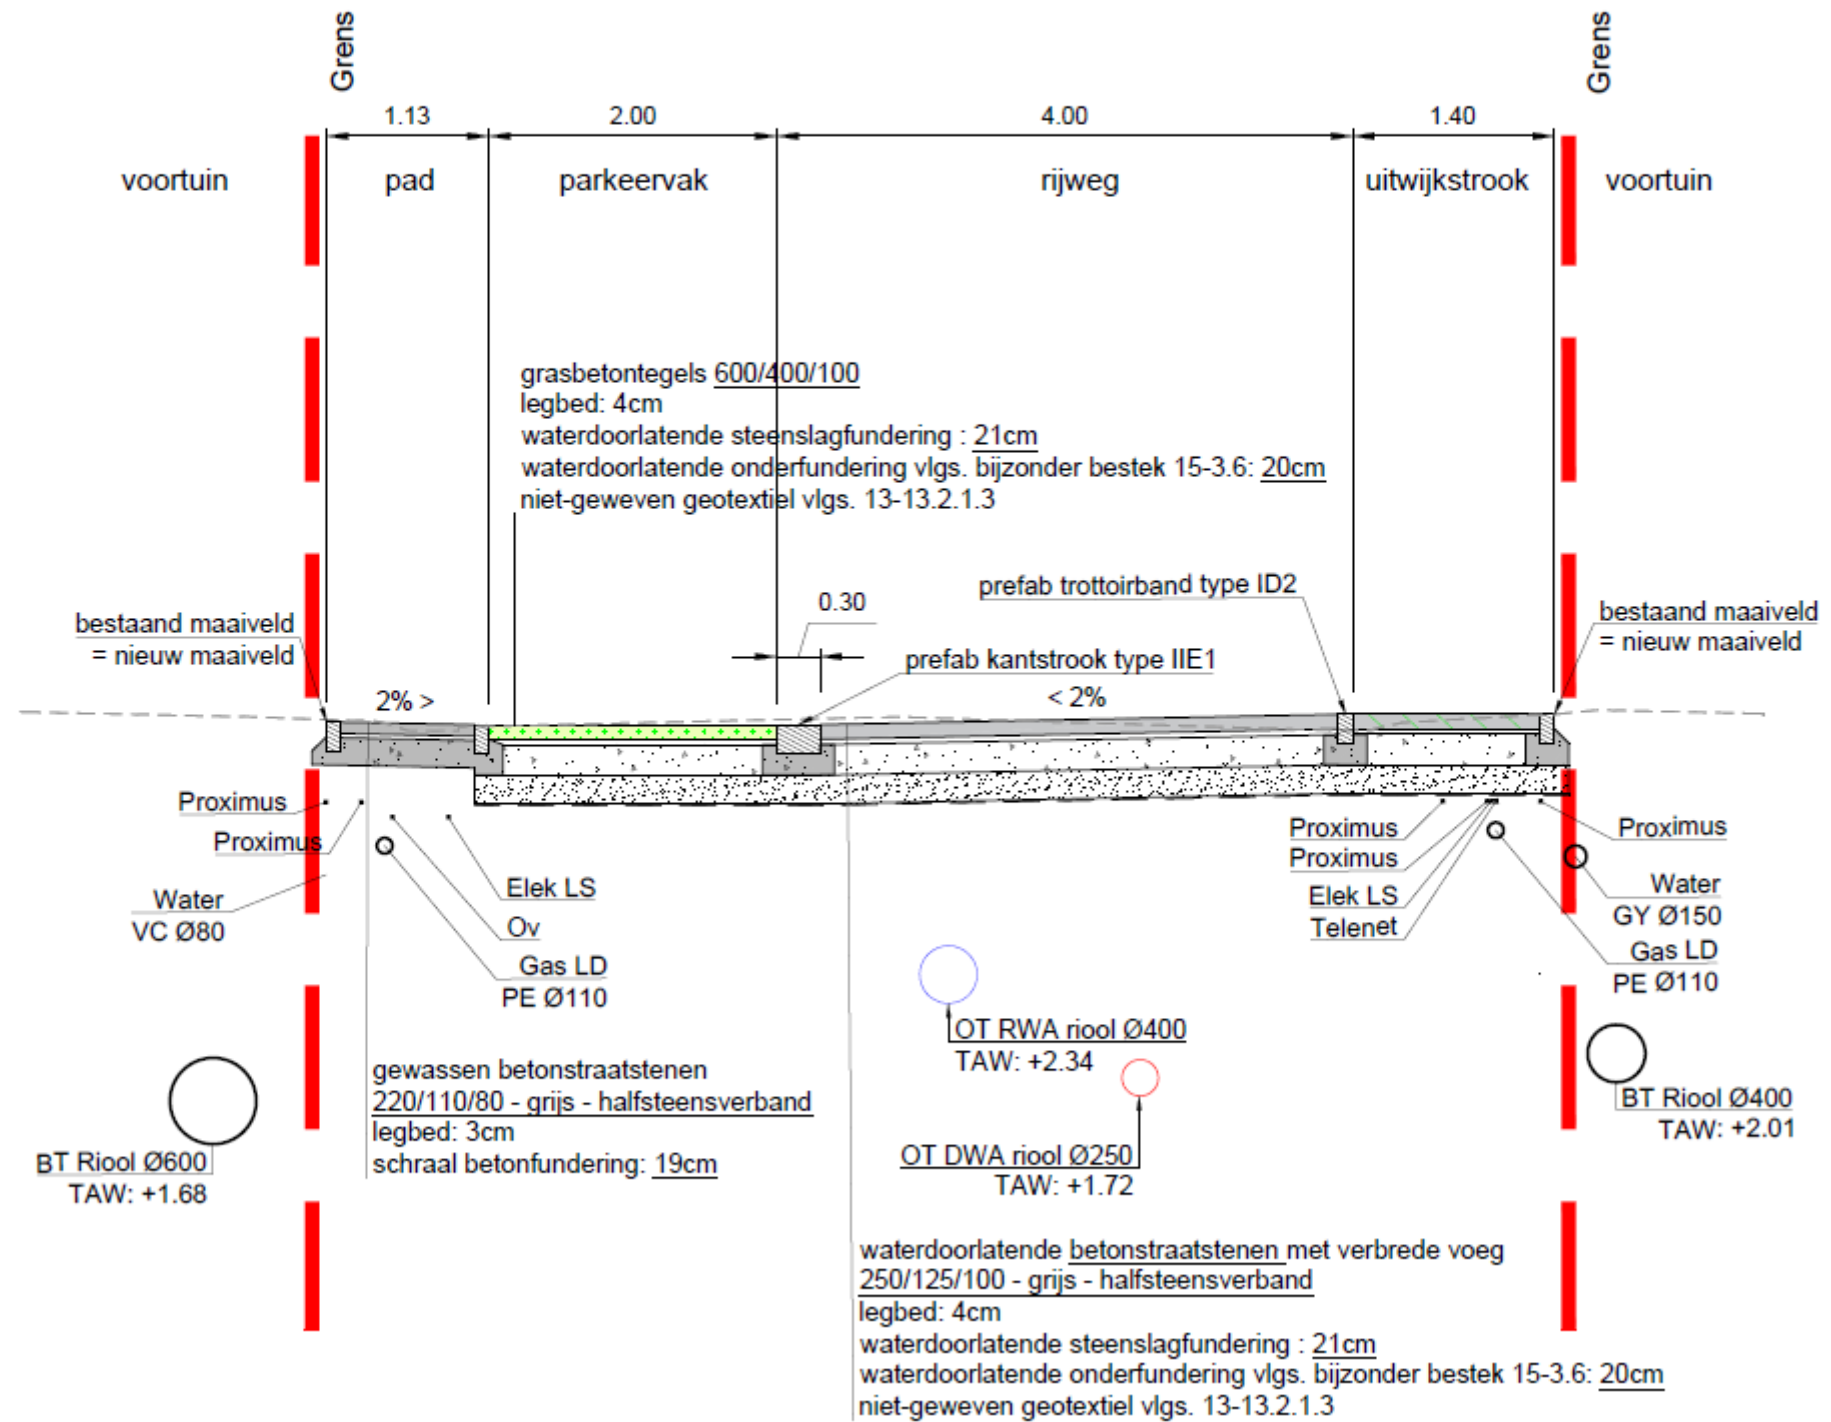 Grens
Grens
1.13
2.00
4.00
1.40
voortuin
pad
parkeervak
rijweg
uitwijkstrook
voortuin
grasbetontegels 600/400/100
legbed: 4cm
waterdoorlatende steenslagfundering : 21cm
waterdoorlatende onderfundering vlgs. bijzonder bestek 15-3.6: 20cm
niet-geweven geotextiel vlgs. 13-13.2.1.3
bestaand maaiveld
= nieuw maaiveld
0.30
prefab trottoirband type ID2
bestaand maaiveld
= nieuw maaiveld
prefab kantstrook type IIE1
2% >
< 2%
Proximus
Proximus
Water
VC Ø80
Elek LS
Ov
Gas LD
PE Ø110
Proximus
Proximus
Elek LS
Telenet
Proximus
Water
GY Ø150
Gas LD
PE Ø110
OT RWA riool Ø400
TAW: +2.34
gewassen betonstraatstenen
220/110/80 - grijs - halfsteensverband
legbed: 3cm
schraal betonfundering: 19cm
BT Riool Ø600
TAW: +1.68
OT DWA riool Ø250
TAW: +1.72
BT Riool Ø400
TAW: +2.01
waterdoorlatende betonstraatstenen met verbrede voeg
250/125/100 - grijs - halfsteensverband
legbed: 4cm
waterdoorlatende steenslagfundering : 21cm
waterdoorlatende onderfundering vlgs. bijzonder bestek 15-3.6: 20cm
niet-geweven geotextiel vlgs. 13-13.2.1.3